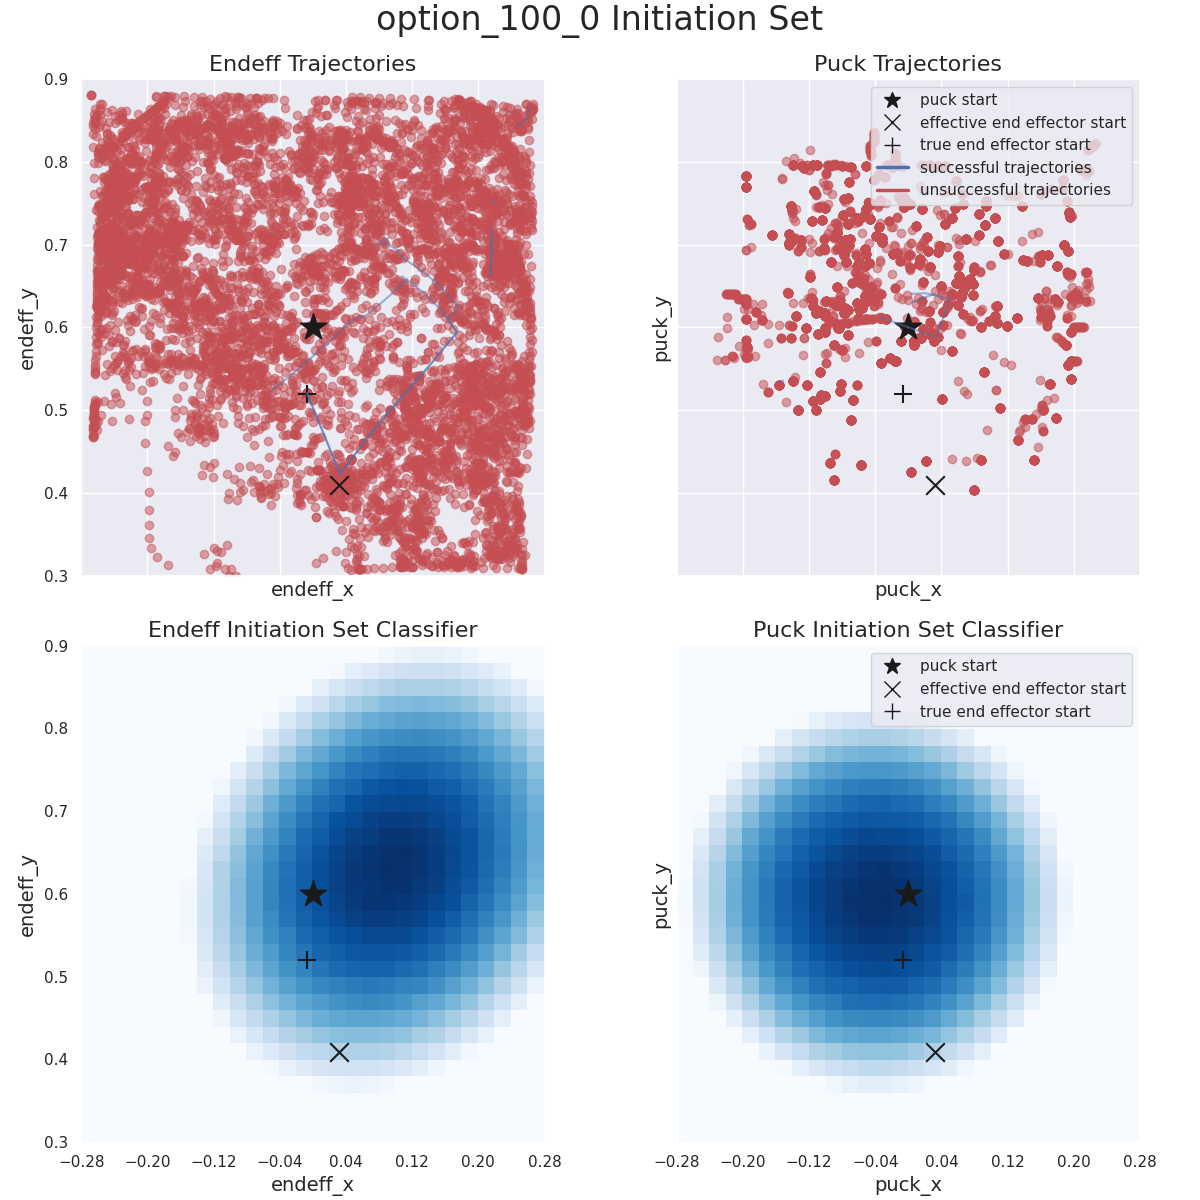 option_100_0 Initiation Set
Endeff Trajectories
Puck Trajectories
0.9
0.8
0.7
0.6
0.5
0.4
0.3
endeff_y
endeff_x
puck start
effective end effector start
true end effector start
successful trajectories
unsuccessful trajectories
puck_y
puck_x
Endeff Initiation Set Classifier
Puck Initiation Set Classifier
0.9
0.8
0.7
0.6
0.5
0.4
0.3
endeff_y
−0.28 −0.20 −0.12 −0.04 0.04 0.12 0.20 0.28
endeff_x
puck start
effective end effector start
true end effector start
puck_y
−0.28 −0.20 −0.12 −0.04 0.04 0.12 0.20 0.28
puck_x